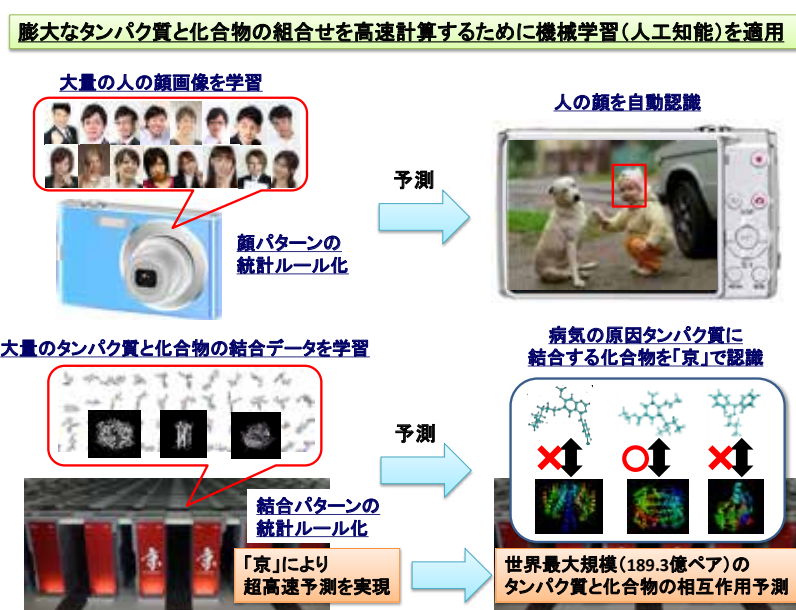 膨大なタンパク質と化合物の組合せを高速計算するために機械学習(人工知能)を適用
大量の人の顔画像を学習
人の顔を自動認識
予測
顔パターンの
統計ルール化
大量のタンパク質と化合物の結合データを学習
病気の原因タンパク質に
結合する化合物を「京」で認識
予測
結合パターンの
統計ルール化
京
京
「京」により
超高速予測を実現
世界最大規模(189.3億ペア)の
タンパク質と化合物の相互作用予測